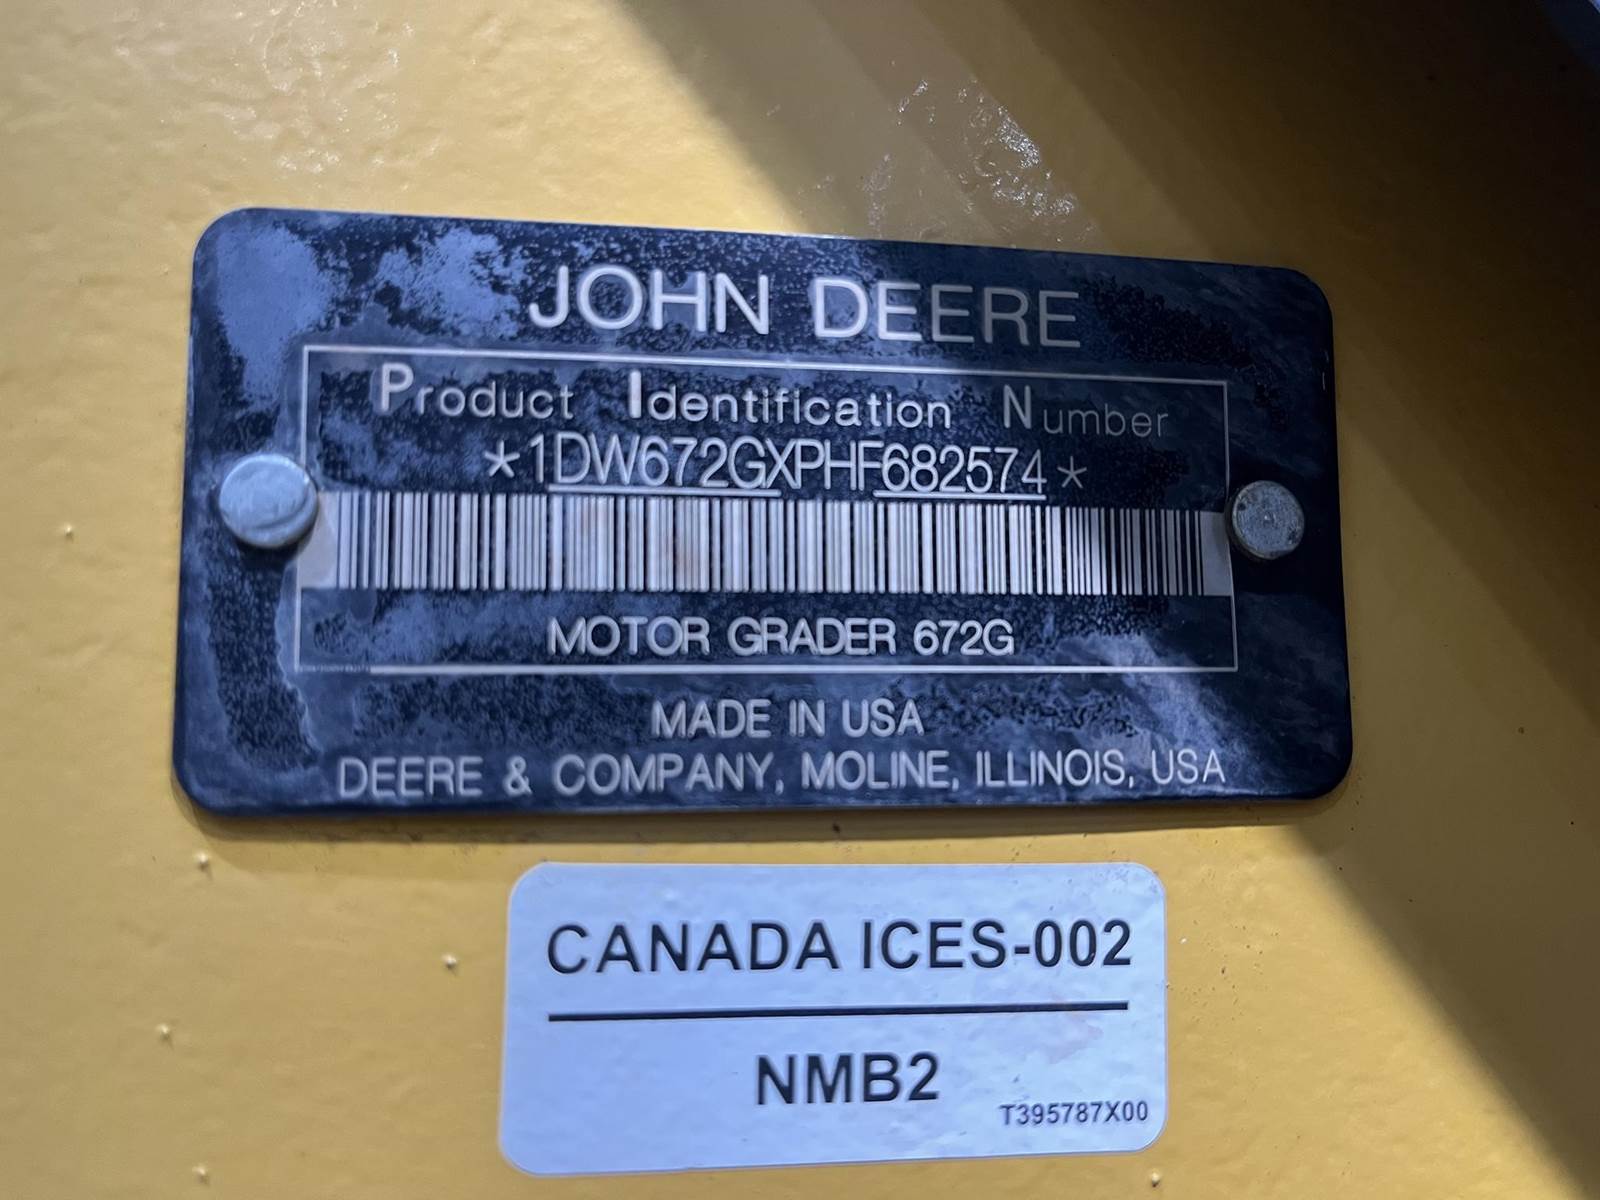 JOHN DEERE
Product Identification Number
*1DW672GXPHF682574*
MOTOR GRADER 672G
MADE IN USA
DEERE & COMPANY, MOLINE, ILLINOIS, USA
CANADA ICES-002
NMB2
T395787X00